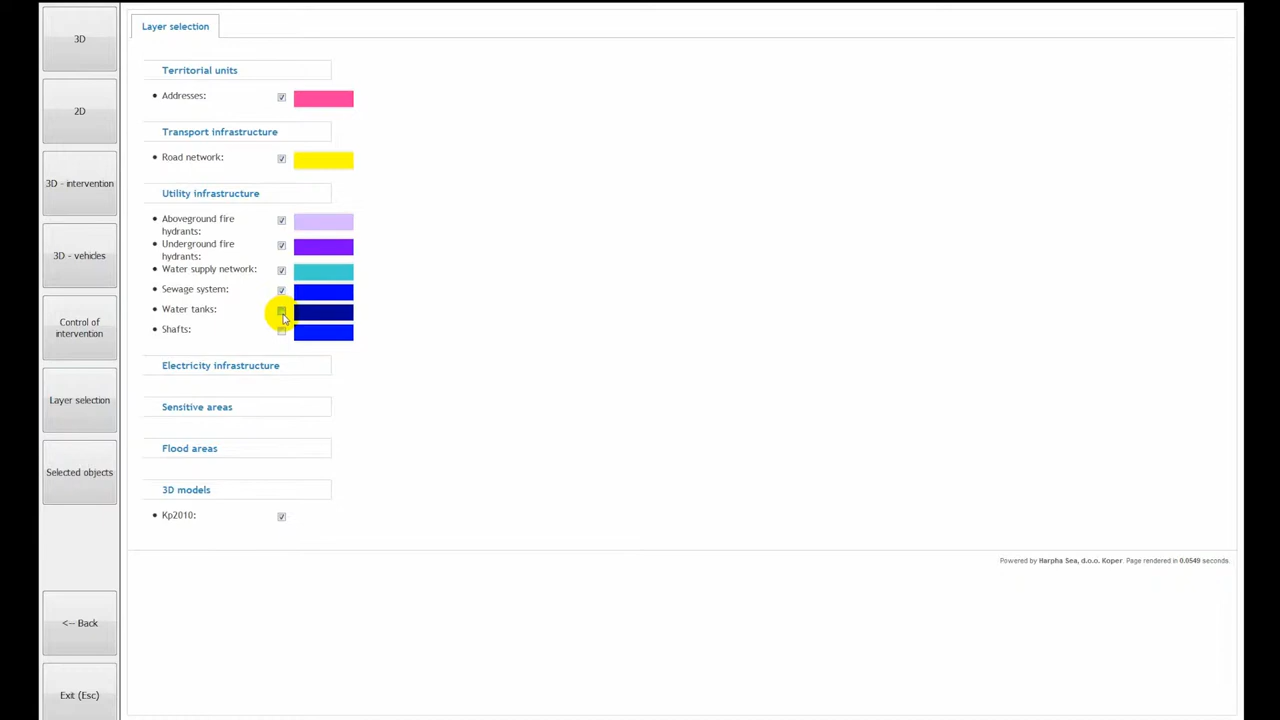 3D
2D
3D - intervention
3D - vehicles
Control of
intervention
Layer selection
Selected objects
<-- Back
Exit (Esc)
Layer selection
Territorial units
Addresses:
Transport infrastructure
Road network:
Utility infrastructure
Aboveground fire
hydrants:
Underground fire
hydrants:
Water supply network:
Sewage system:
Water tanks:
Shafts:
Electricity infrastructure
Sensitive areas
Flood areas
3D models
Kp2010:
Powered by Harpha Sea, d.o.o. Koper. Page rendered in 0.0549 seconds.